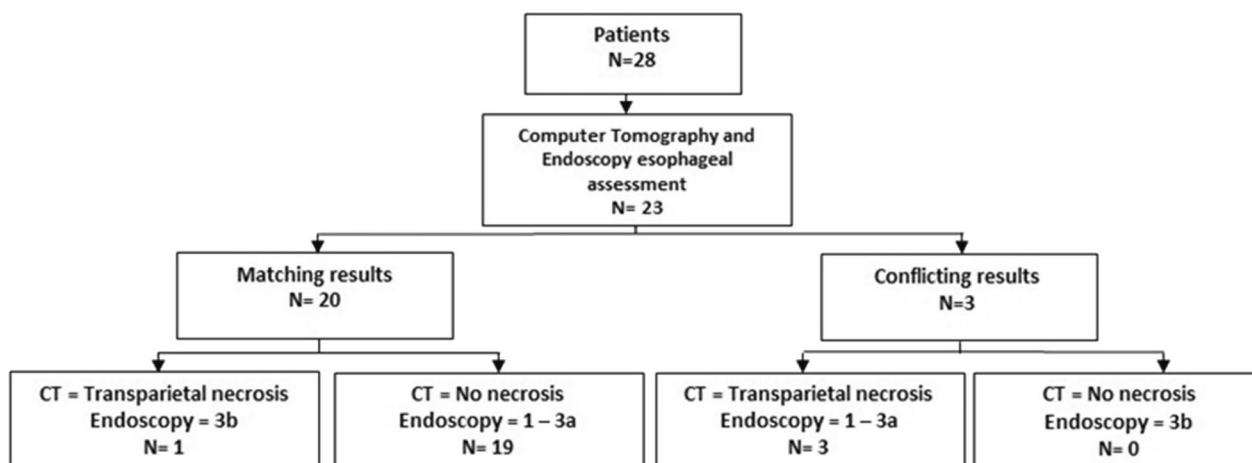 Patients
N=28
Computer Tomography and
Endoscopy esophageal
assessment
N= 23
Matching results
N= 20
Conflicting results
N=3
CT = Transparietal necrosis
Endoscopy = 3b
N= 1
CT = No necrosis
Endoscopy = 1 – 3a
N= 19
CT = Transparietal necrosis
Endoscopy = 1 – 3a
N= 3
CT = No necrosis
Endoscopy = 3b
N= 0